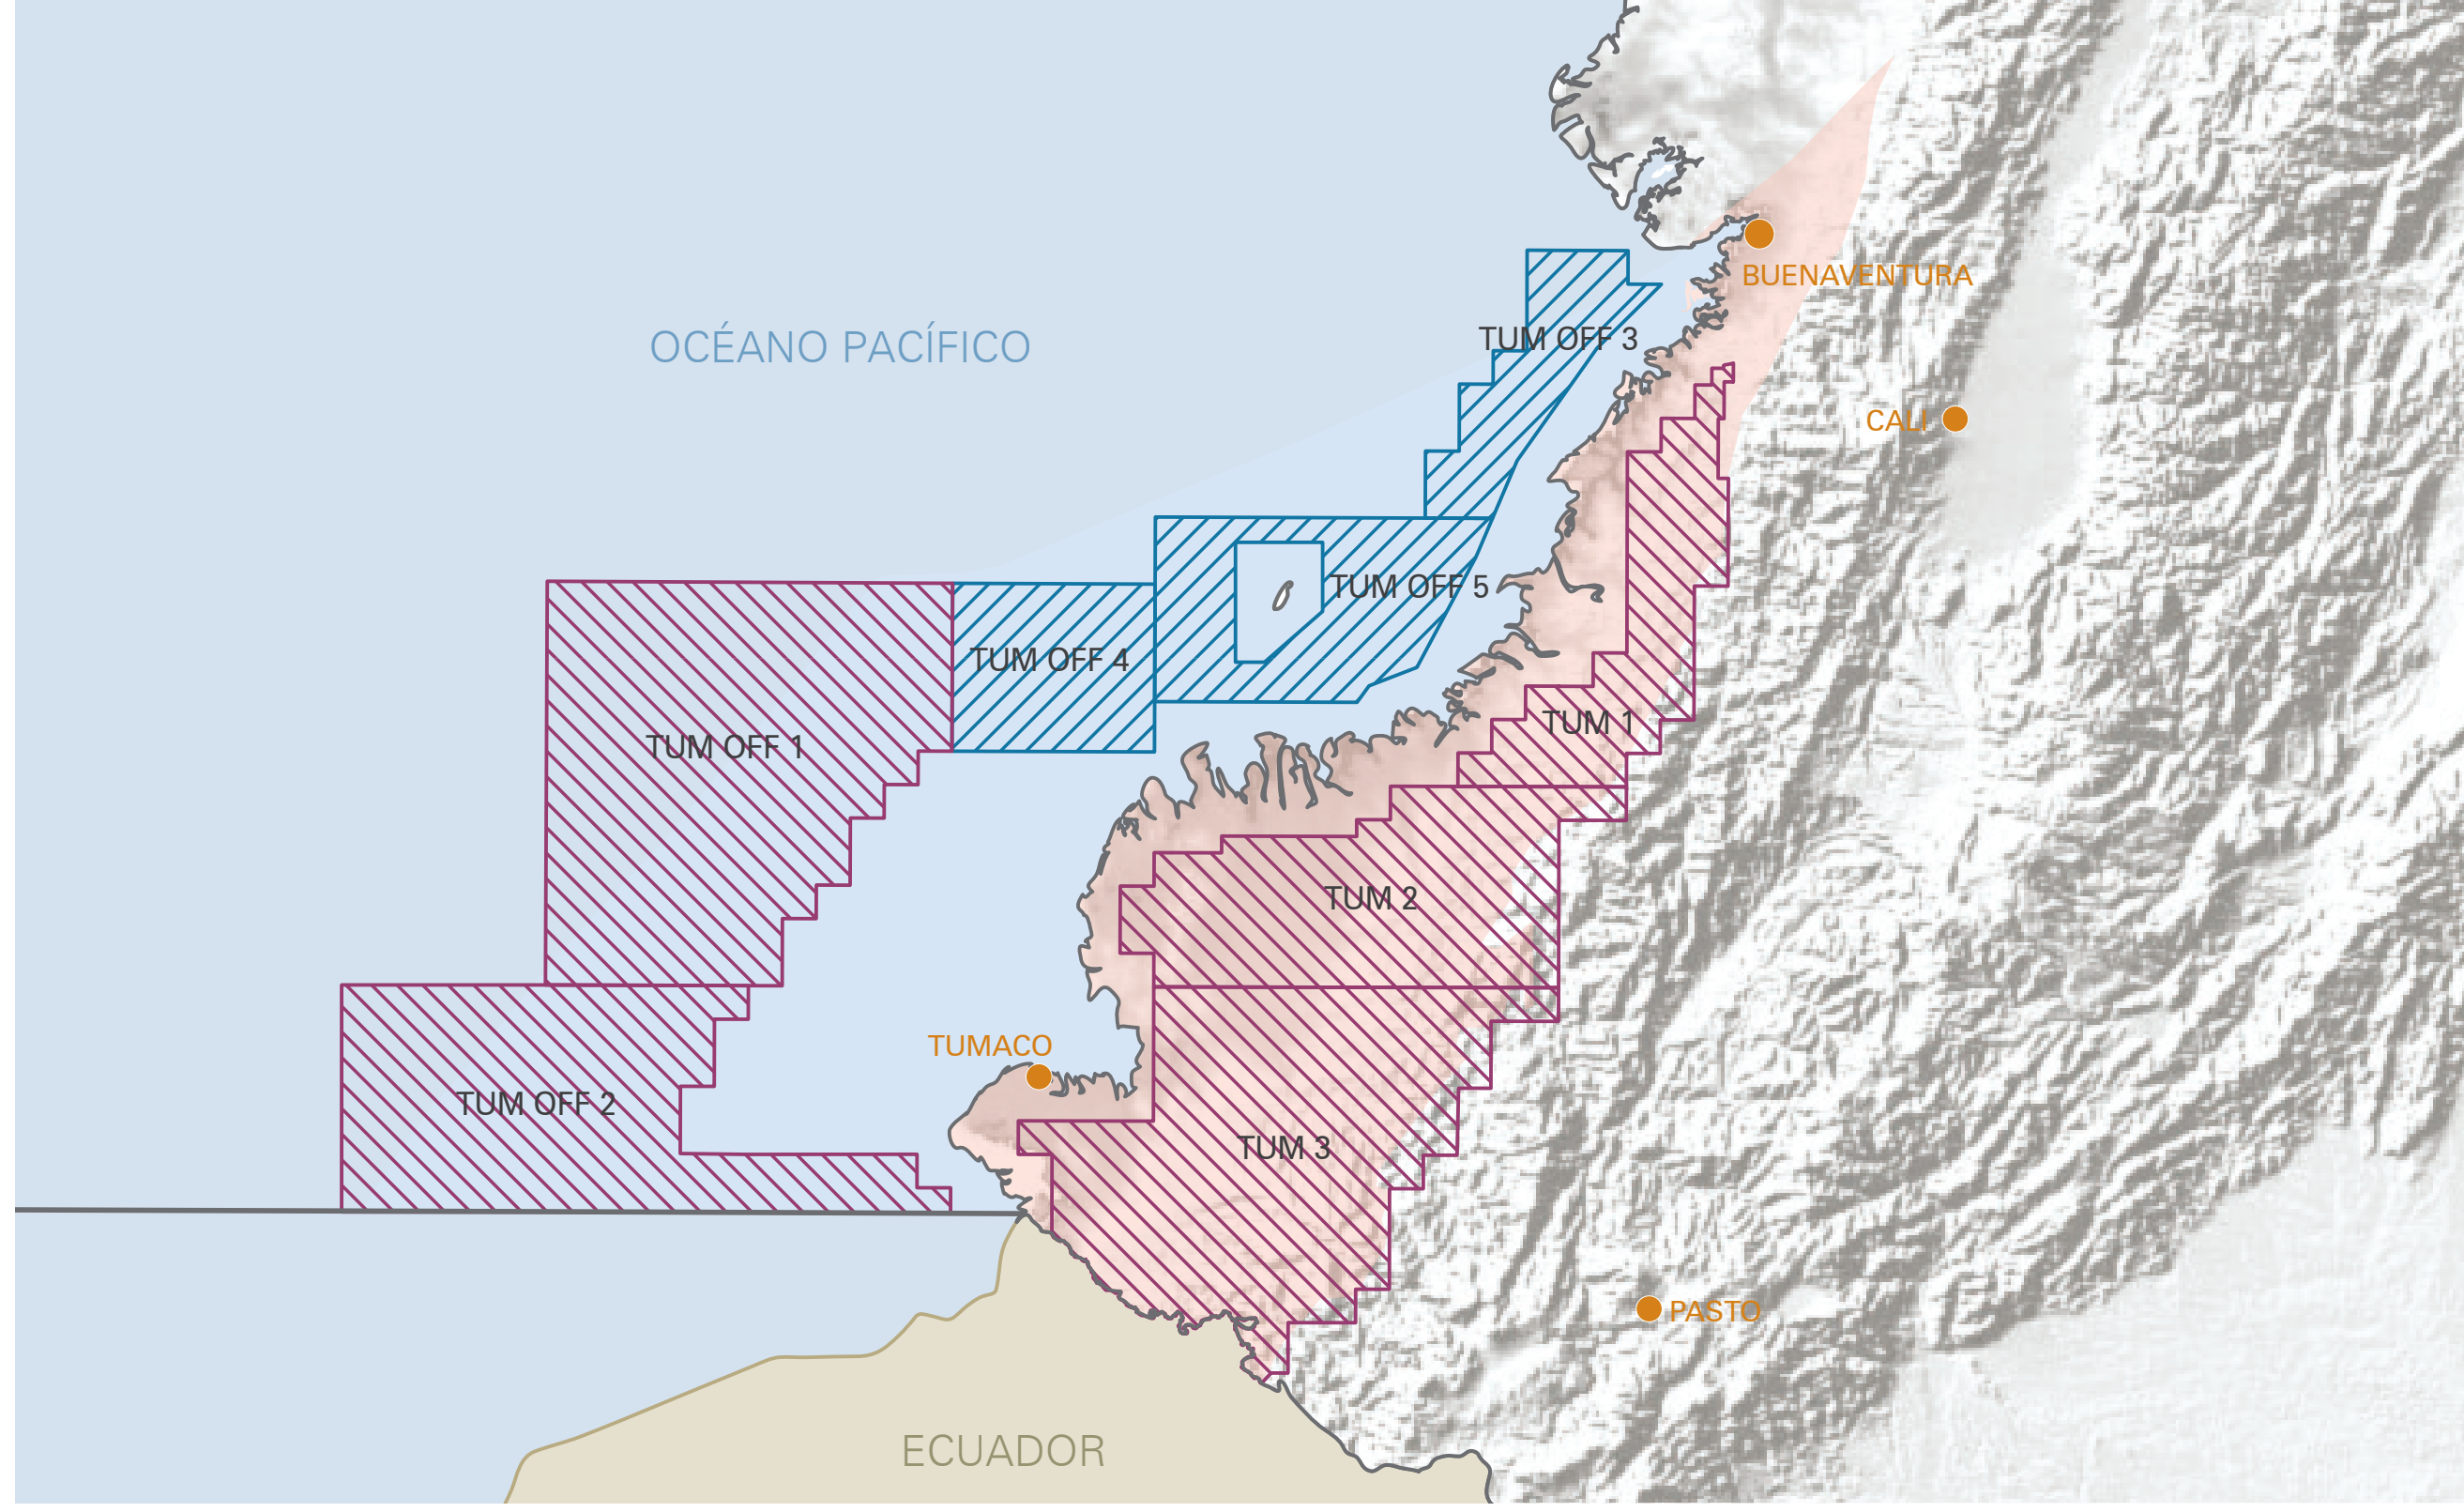 BUENAVENTURA
TUM OFF 3
OCÉANO PACÍFICO
CALI
TUM OFF 5
TUM OFF 4
TUM 1
TUM OFF 1
TUM 2
TUMACO
TUM OFF 2
TUM 3
PASTO
ECUADOR